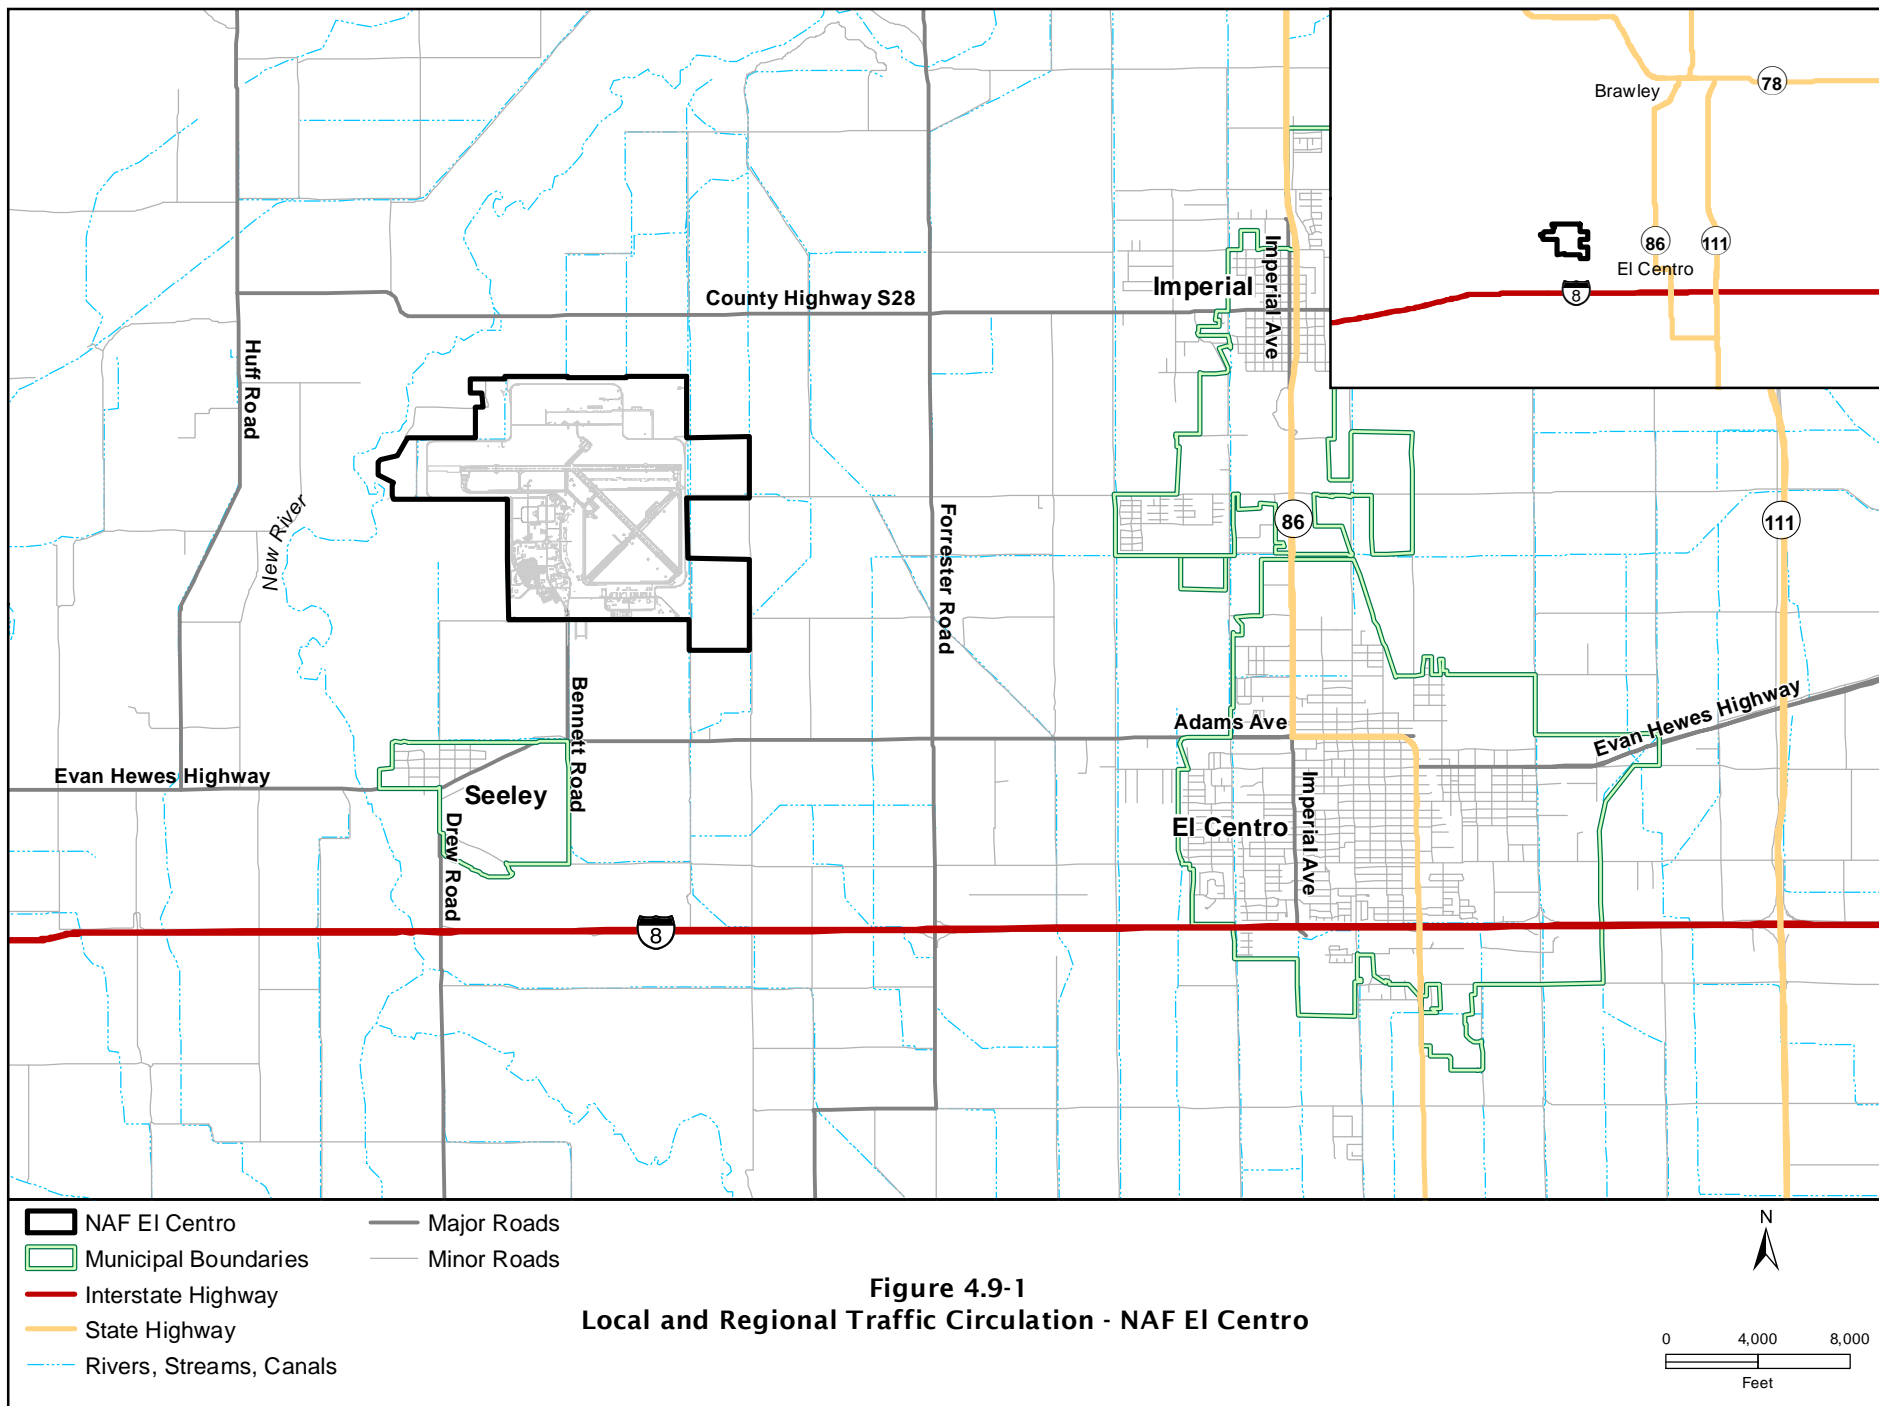 Brawley
78
86
111
El Centro
8
Imperial
Imperial Ave
County Highway S28
Huff Road
New River
Forrester Road
86
111
Bennett Road
Adams Ave
Evan Hewes Highway
Evan Hewes Highway
Seeley
Drew Road
El Centro
Imperial Ave
8
NAF El Centro
Municipal Boundaries
Interstate Highway
State Highway
Rivers, Streams, Canals
Major Roads
Minor Roads
Figure 4.9-1
Local and Regional Traffic Circulation - NAF El Centro
N
0 4,000 8,000
Feet